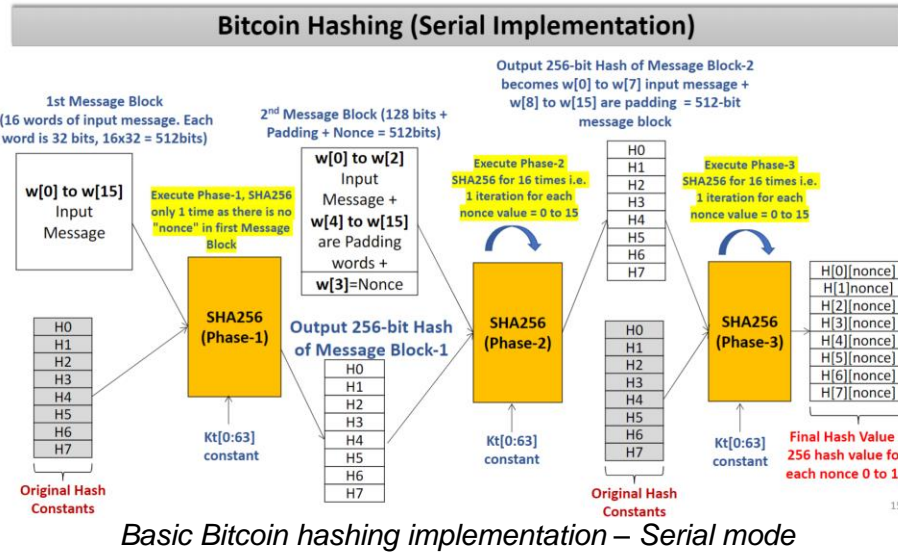 Bitcoin Hashing (Serial Implementation)
1st Message Block
(16 words of input message. Each
word is 32 bits, 16x32 = 512bits)
w[0] to w[15]
Input
Message
Execute Phase-1, SHA256
only 1 time as there is no
"nonce" in first Message
Block
H0
H1
H2
H3
H4
H5
H6
H7
Original Hash
Constants
SHA256
(Phase-1)
Kt[0:63]
constant
2nd Message Block (128 bits +
Padding + Nonce = 512bits)
w[0] to w[2]
Input
Message +
w[4] to w[15]
are Padding
words +
w[3]=Nonce
Output 256-bit Hash
of Message Block-1
H0
H1
H2
H3
H4
H5
H6
H7
Execute Phase-2
SHA256 for 16 times i.e.
1 iteration for each
nonce value = 0 to 15
SHA256
(Phase-2)
Kt[0:63]
constant
Output 256-bit Hash of Message Block-2
becomes w[0] to w[7] input message +
w[8] to w[15] are padding = 512-bit
message block
H0
H1
H2
H3
H4
H5
H6
H7
H0
H1
H2
H3
H4
H5
H6
H7
Original Hash
Constants
Execute Phase-3
SHA256 for 16 times i.e.
1 iteration for each
nonce value = 0 to 15
SHA256
(Phase-3)
Kt[0:63]
constant
H[0][nonce]
H[1]nonce]
H[2][nonce]
H[3][nonce]
H[4][nonce]
H[5][nonce]
H[6][nonce]
H[7][nonce]
Final Hash Value
256 hash value fo
each nonce 0 to 1
15
Basic Bitcoin hashing implementation – Serial mode